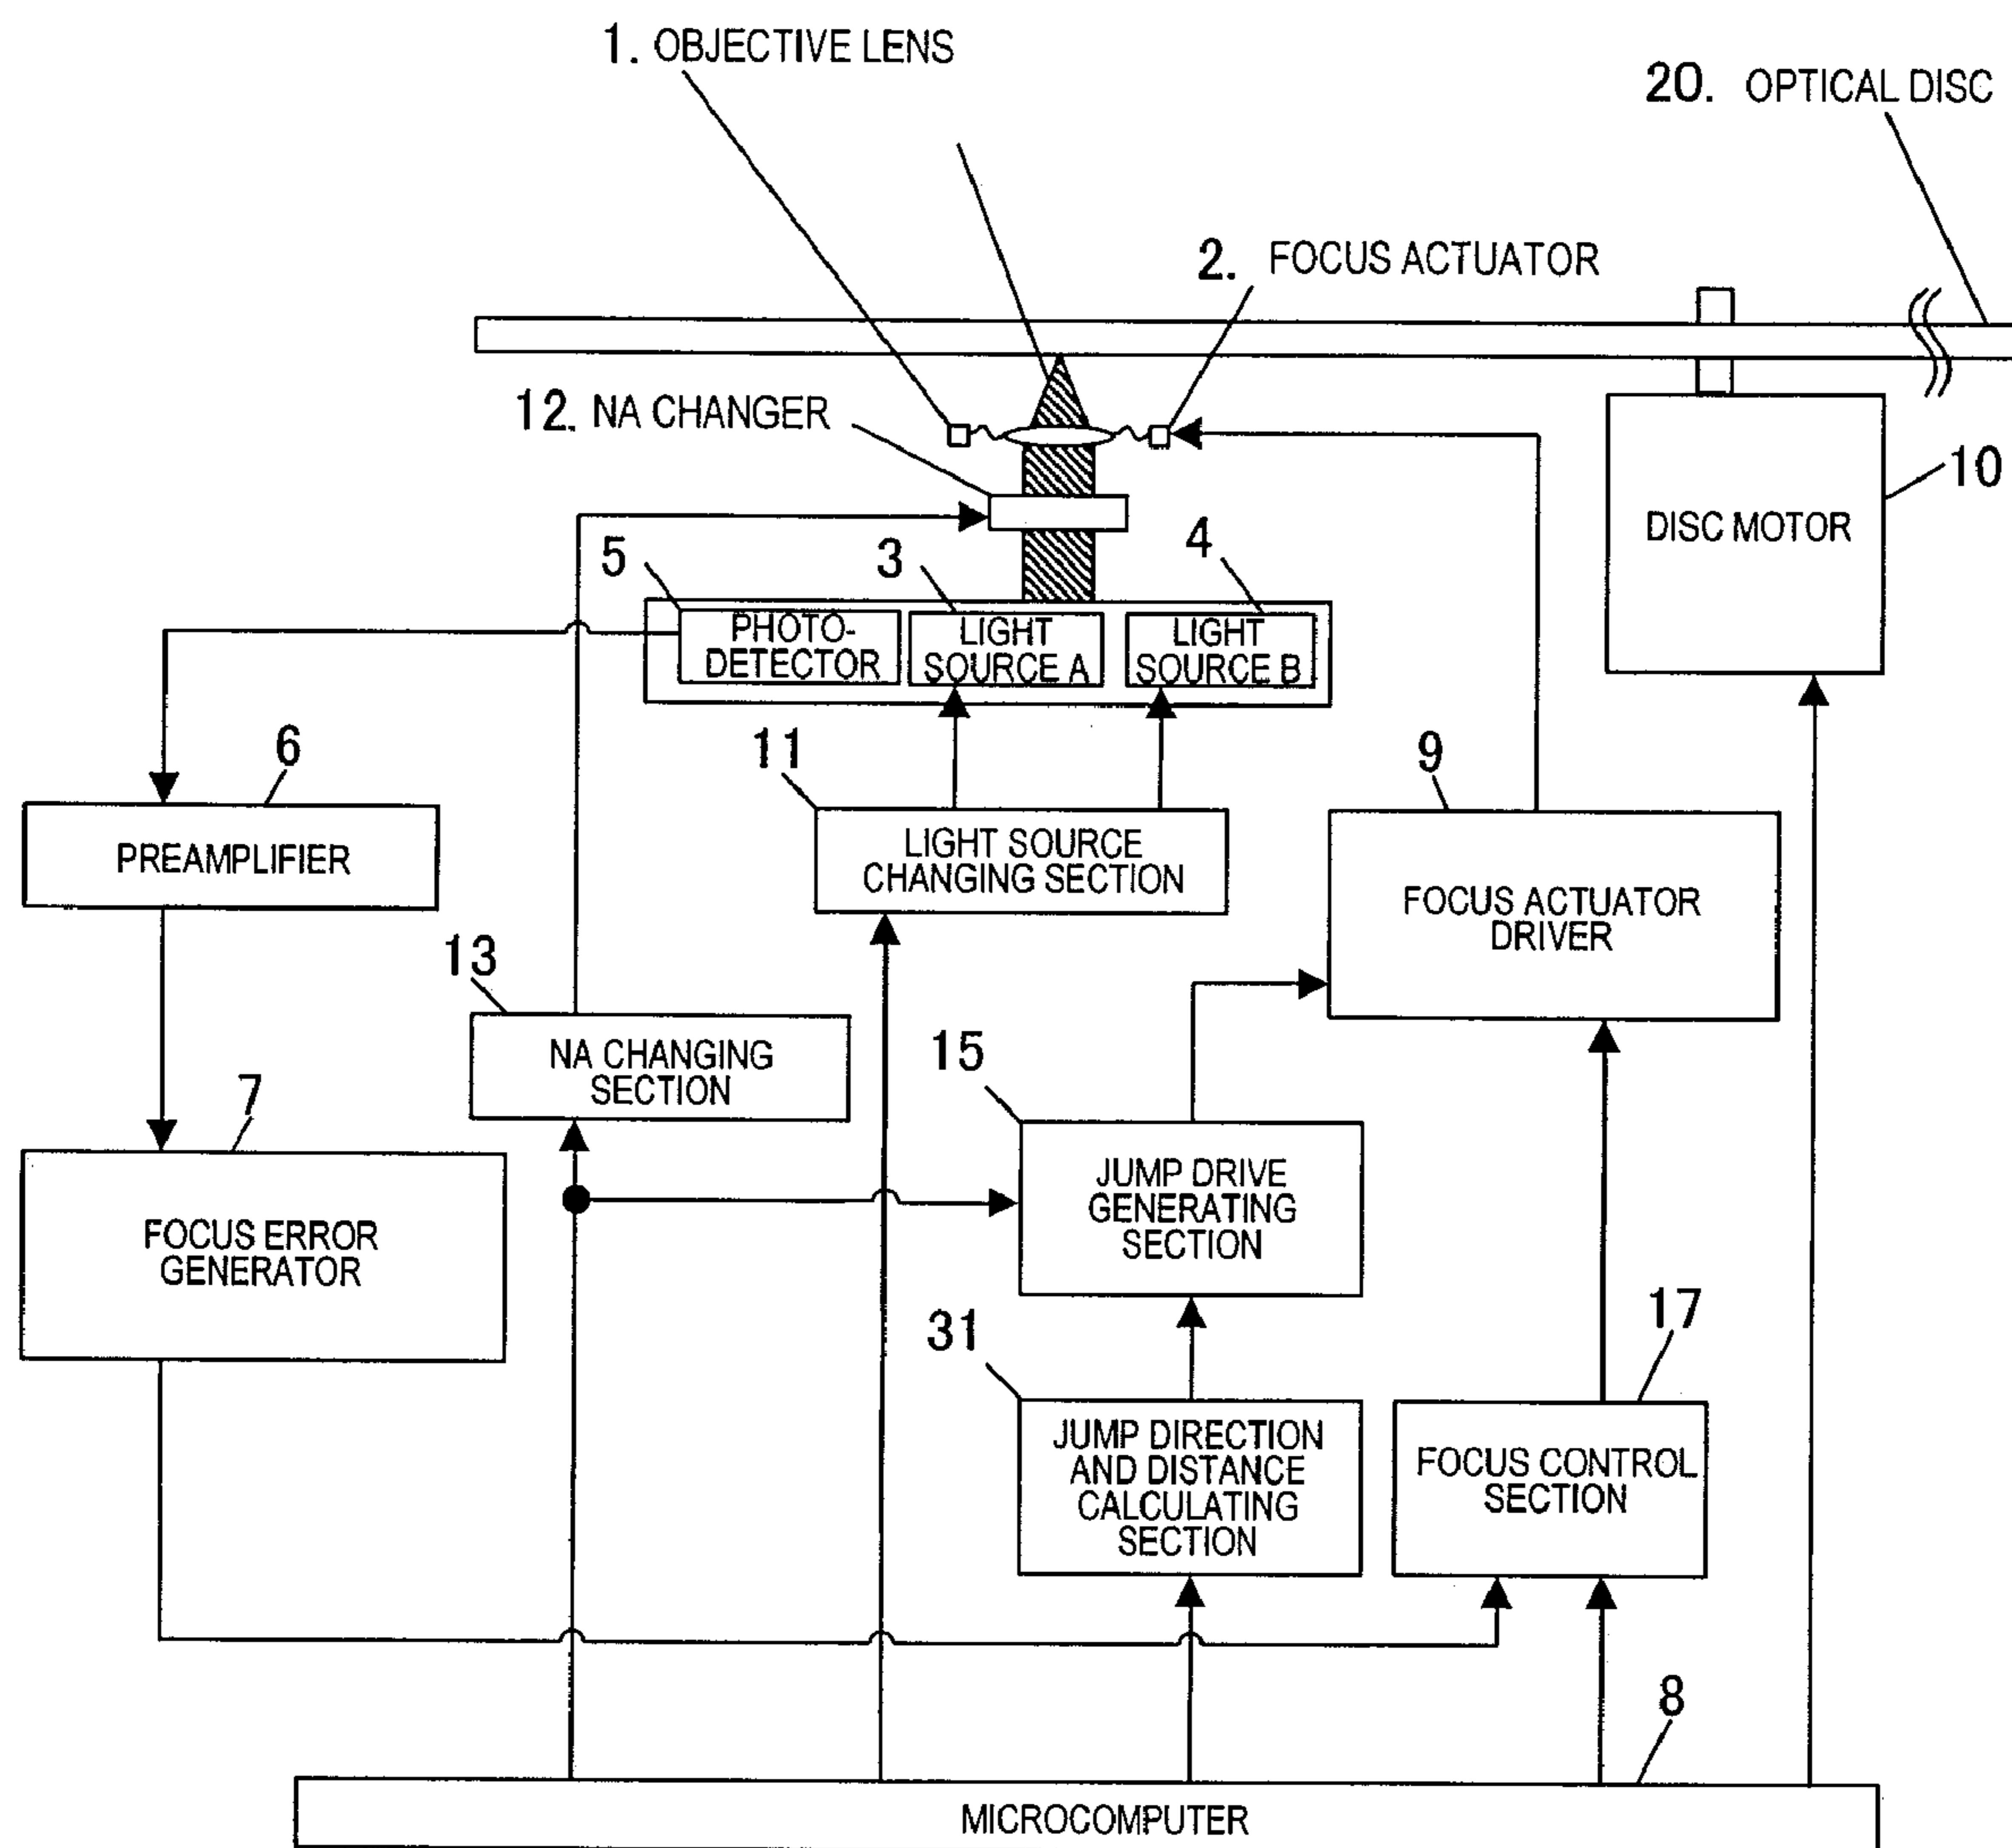 1. OBJECTIVE LENS
20. OPTICAL DISC
2. FOCUS ACTUATOR
12. NA CHANGER
10
DISC MOTOR
5
3
4
PHOTO-
DETECTOR
LIGHT
SOURCE A
LIGHT
SOURCE B
6
11
9
PREAMPLIFIER
LIGHT SOURCE
CHANGING SECTION
FOCUS ACTUATOR
DRIVER
13
NA CHANGING
SECTION
15
7
JUMP DRIVE
GENERATING
SECTION
FOCUS ERROR
GENERATOR
31
17
JUMP DIRECTION
AND DISTANCE
CALCULATING
SECTION
FOCUS CONTROL
SECTION
8
MICROCOMPUTER